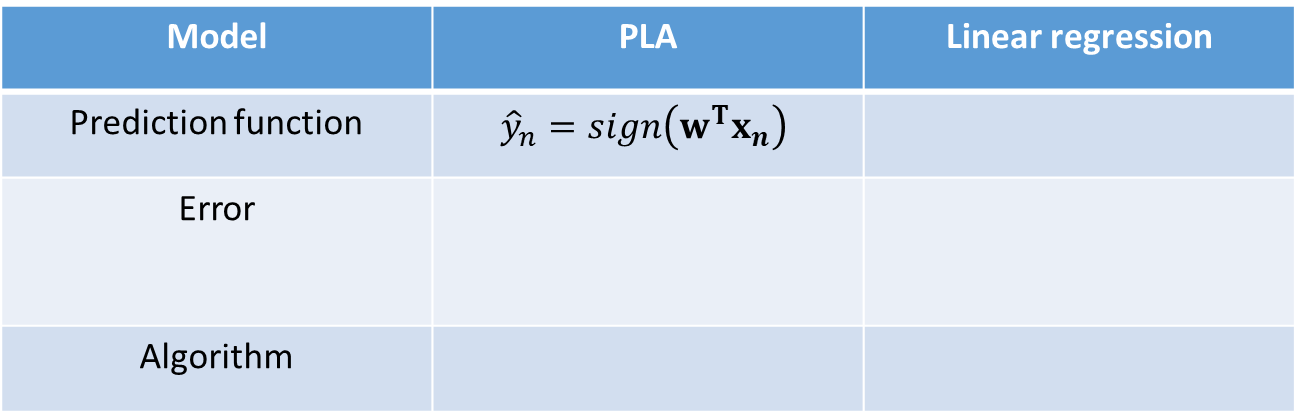 Model PLA Linear regression
Prediction function ŷₙ = sign(𝐰ᵀ𝐱ₙ)
Error
Algorithm